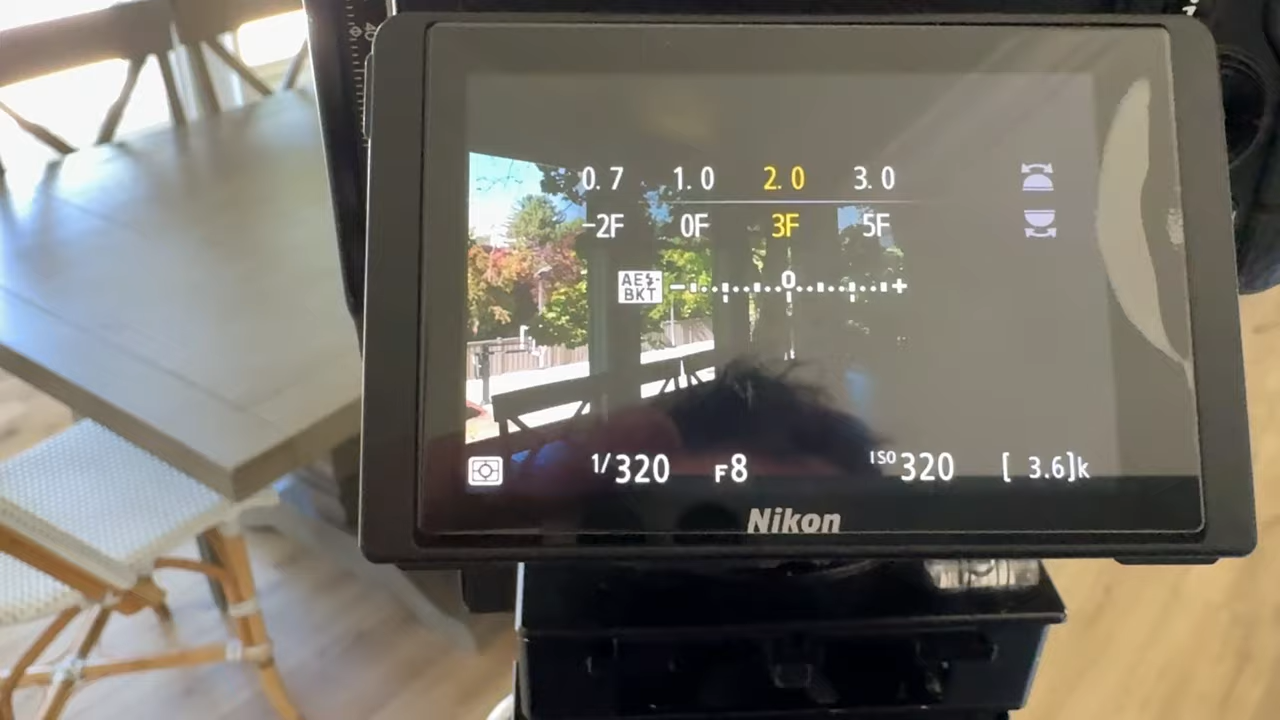 0.7 1.0 2.0 3.0
-2F 0F 3F 5F
AE⚡-
BKT
- 0 +
1/320 F8 ISO 320 [ 3.6]k
Nikon